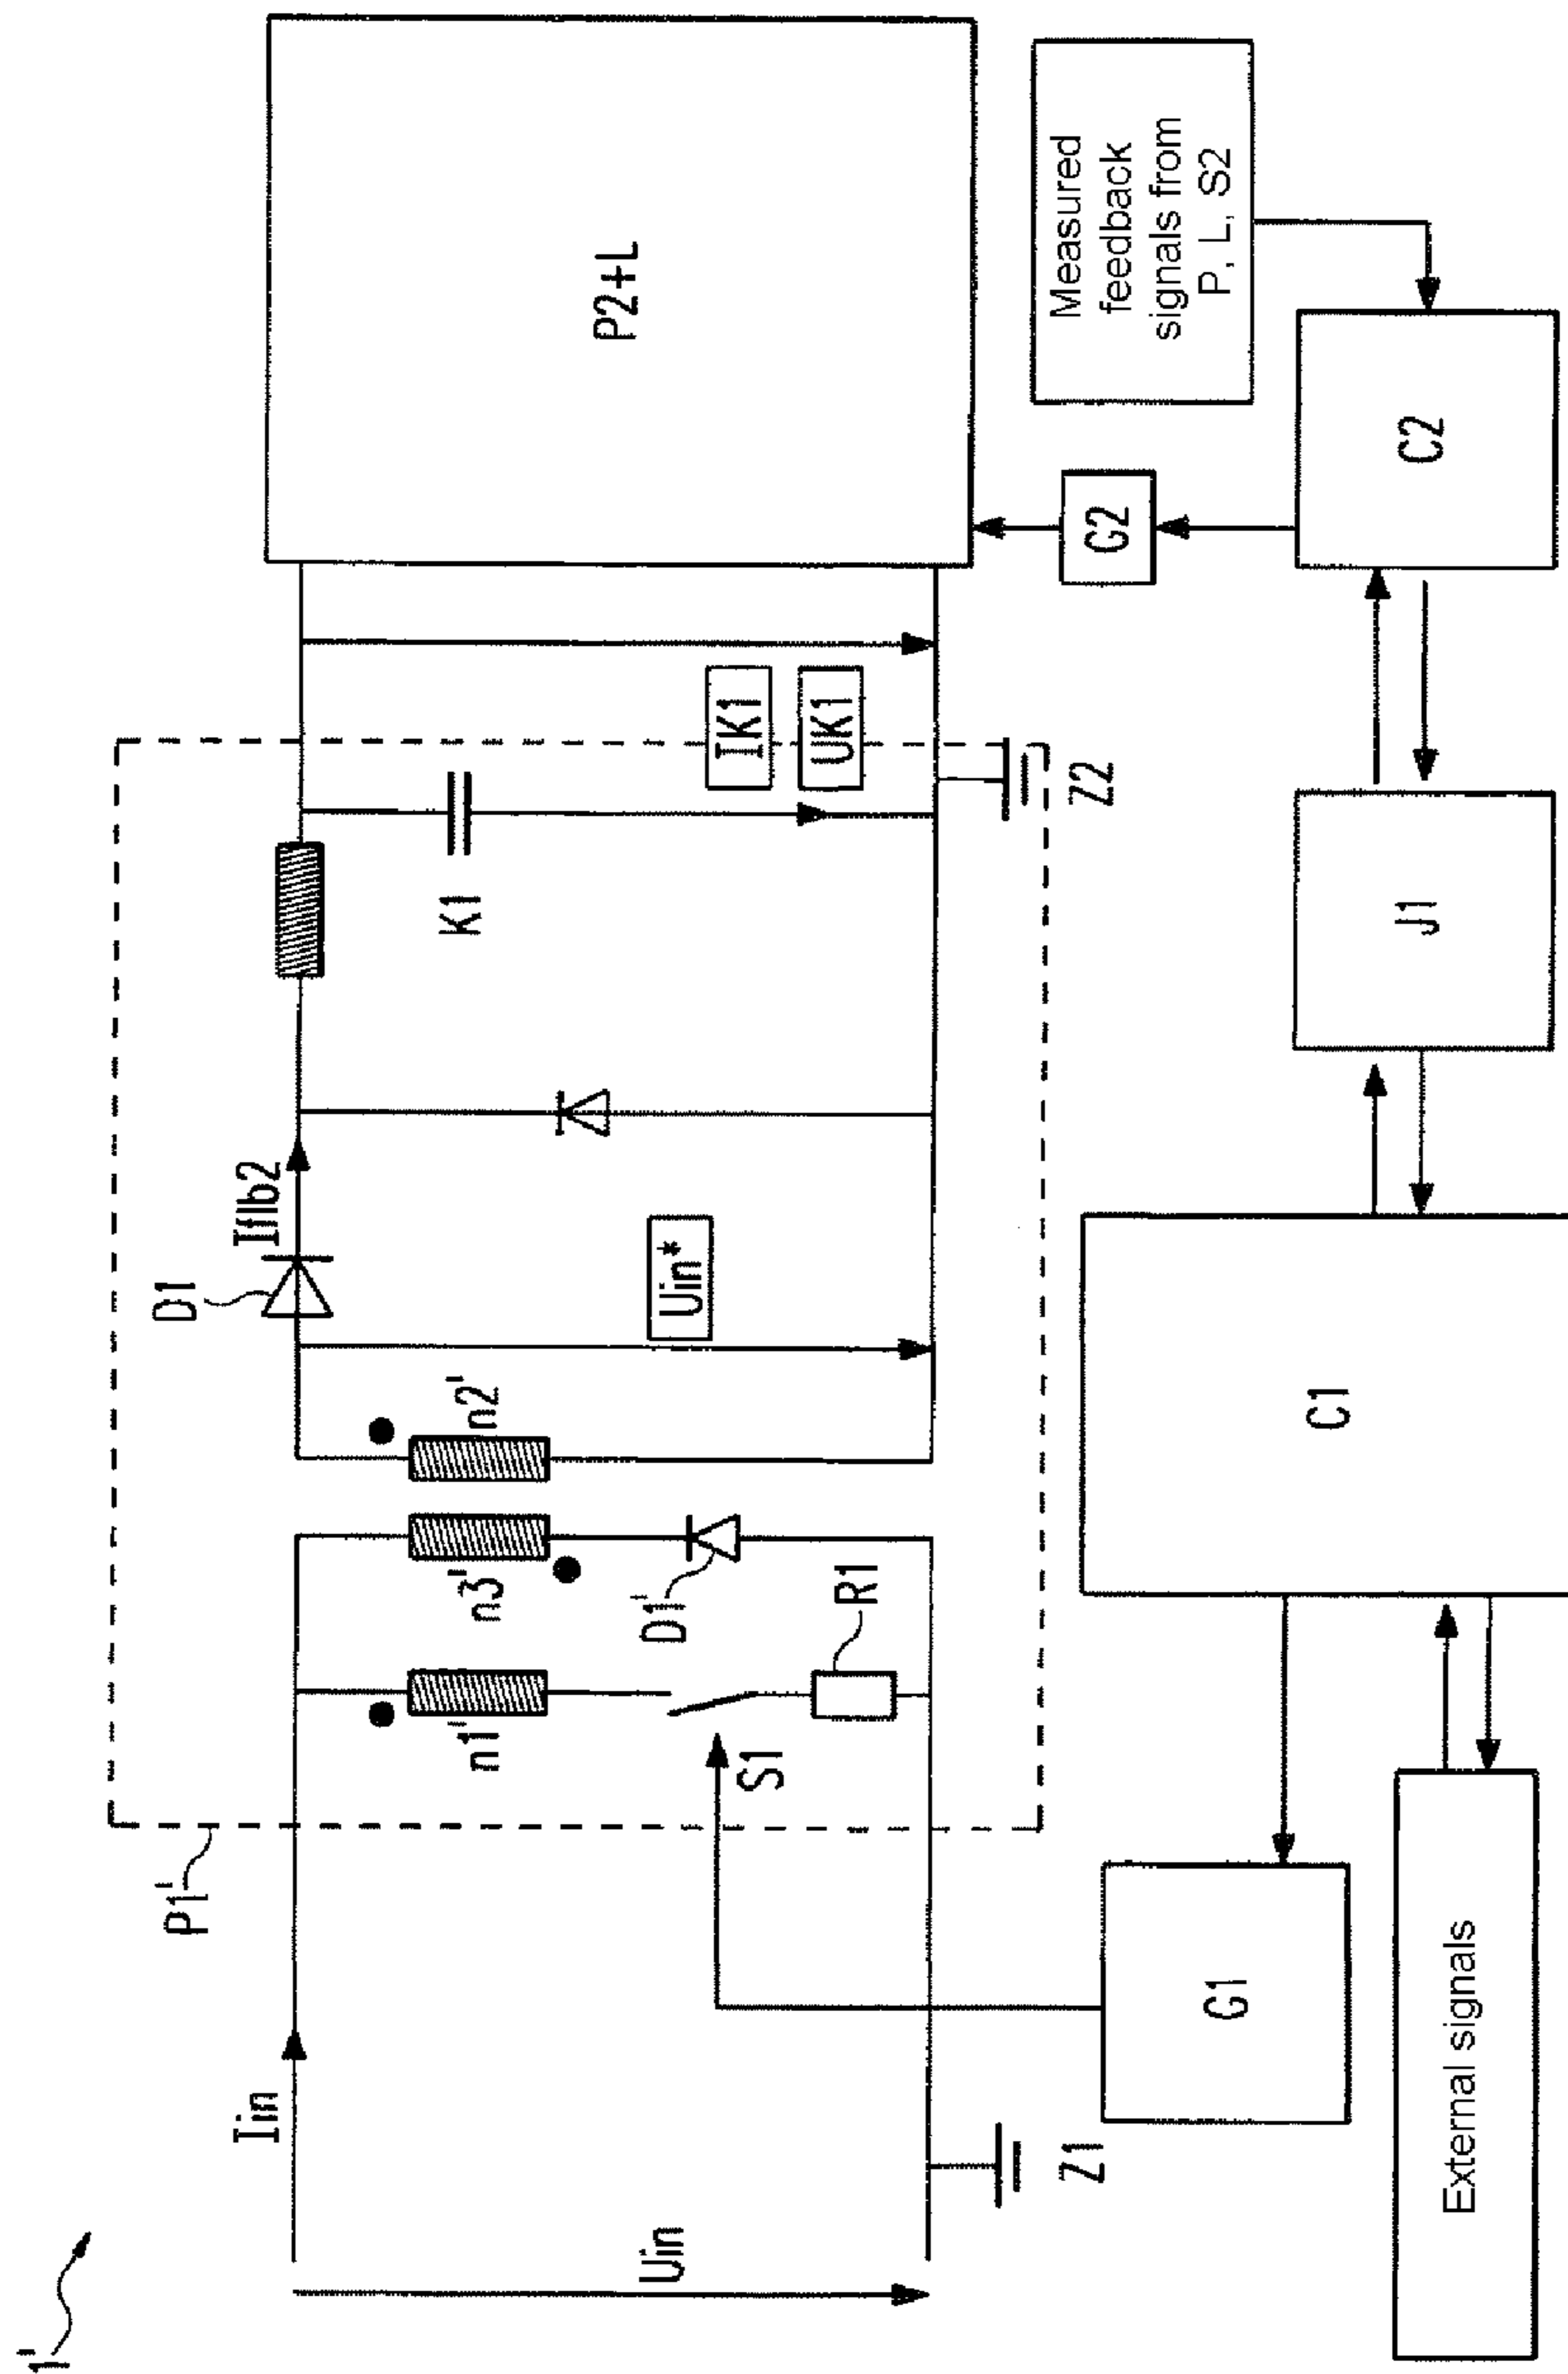 1'
Uin
Iin
Z1
P1'
n1'
S1
R1
n3'
D1'
n2'
D1
Iflb2
Uin*
K1
IK1
UK1
Z2
P2+L
G1
External signals
C1
J1
C2
G2
Measured
feedback
signals from
P, L, S2